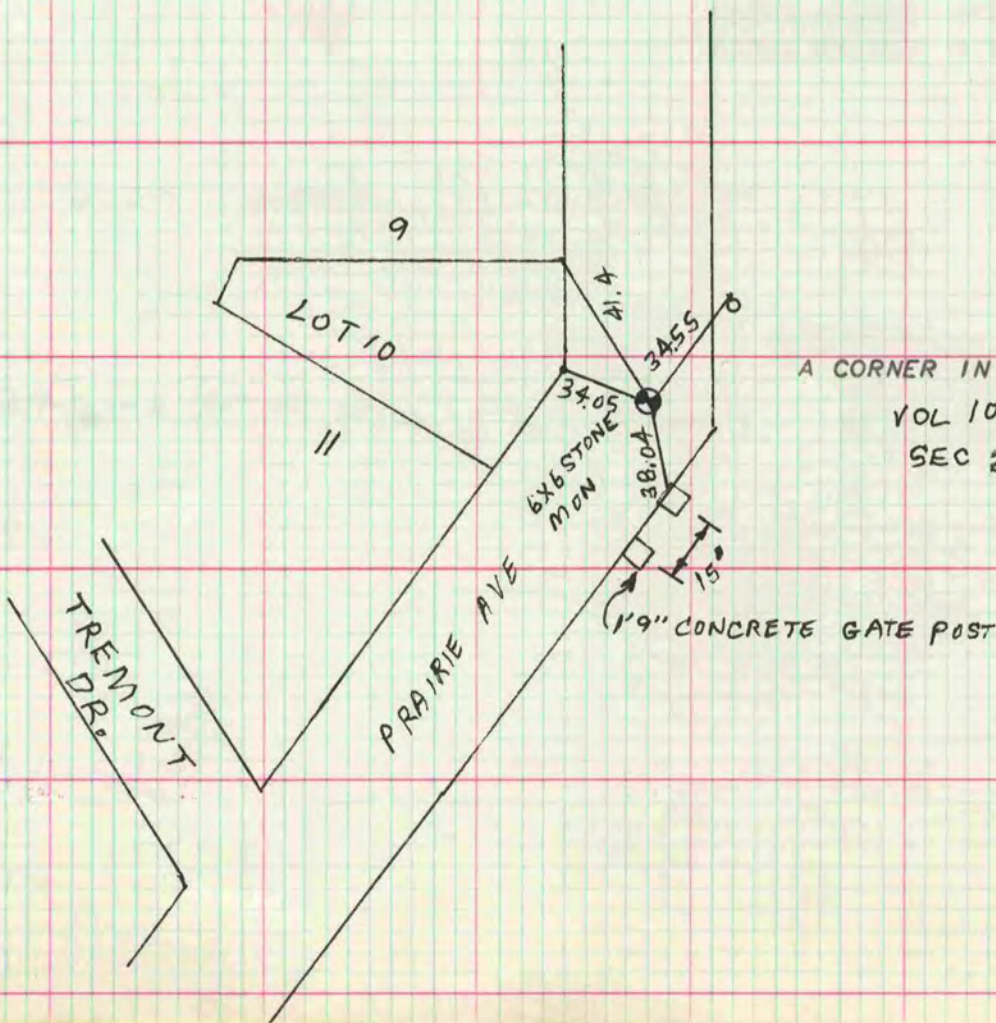 9
LOT 10
11
41.4
34.55
34.05
38.04
6X6 STONE
MON
A CORNER IN
VOL 10
SEC
15"
1'9" CONCRETE GATE POST
PRAIRIE AVE
TREMONT
DR.